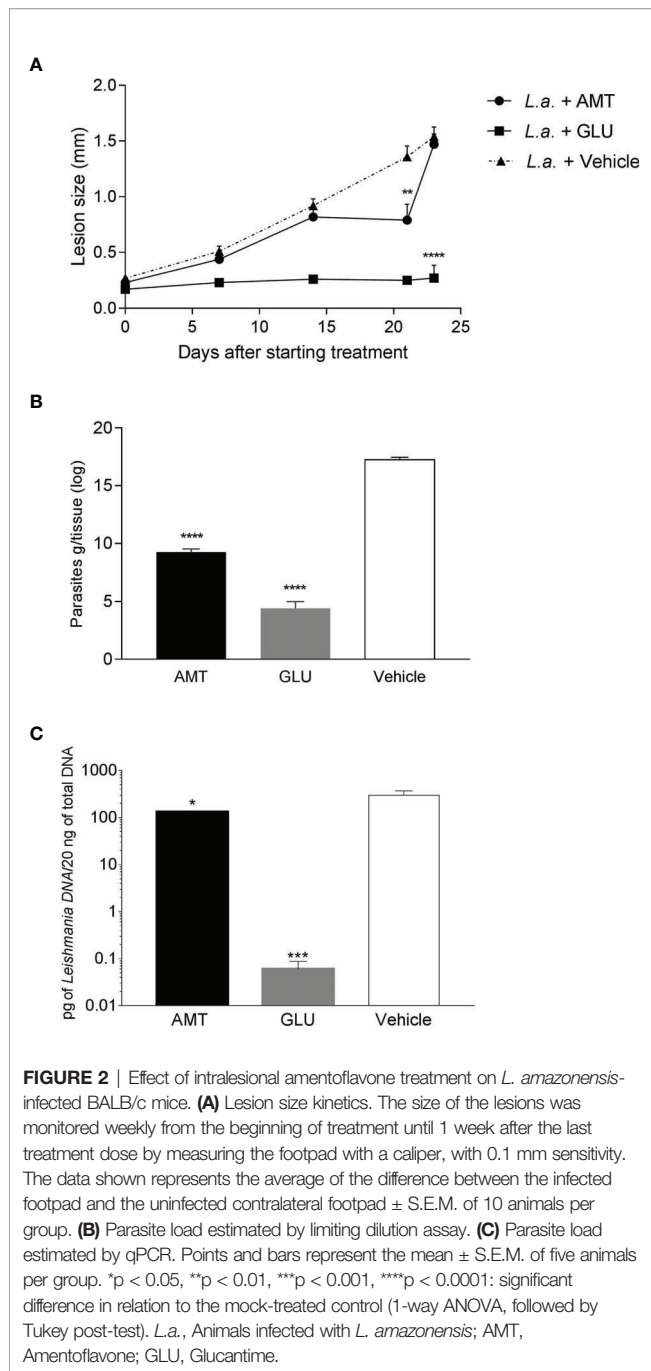 A
2.0
1.5
1.0
0.5
0.0
Lesion size (mm)
**
****
0 5 10 15 20 25
Days after starting treatment
L.a. + AMT
L.a. + GLU
L.a. + Vehicle
B
20
15
10
5
0
Parasites g/tissue (log)
****
****
AMT GLU Vehicle
C
1000
100
10
1
0.1
0.01
pg of Leishmania DNA/20 ng of total DNA
*
***
AMT GLU Vehicle
FIGURE 2 | Effect of intralesional amentoflavone treatment on L. amazonensis-
infected BALB/c mice. (A) Lesion size kinetics. The size of the lesions was
monitored weekly from the beginning of treatment until 1 week after the last
treatment dose by measuring the footpad with a caliper, with 0.1 mm sensitivity.
The data shown represents the average of the difference between the infected
footpad and the uninfected contralateral footpad ± S.E.M. of 10 animals per
group. (B) Parasite load estimated by limiting dilution assay. (C) Parasite load
estimated by qPCR. Points and bars represent the mean ± S.E.M. of five animals
per group. *p < 0.05, **p < 0.01, ***p < 0.001, ****p < 0.0001: significant
difference in relation to the mock-treated control (1-way ANOVA, followed by
Tukey post-test). L.a., Animals infected with L. amazonensis; AMT,
Amentoflavone; GLU, Glucantime.